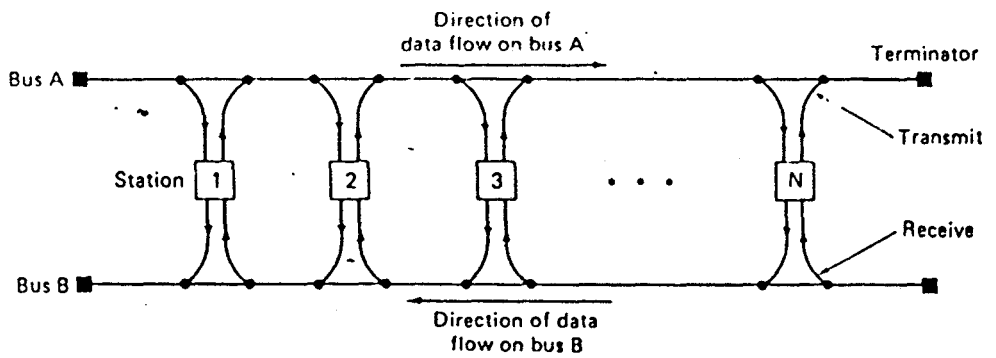 Direction of
data flow on bus A
Terminator
Bus A
Transmit
Station
1
2
3
N
Receive
Bus B
Direction of data
flow on bus B